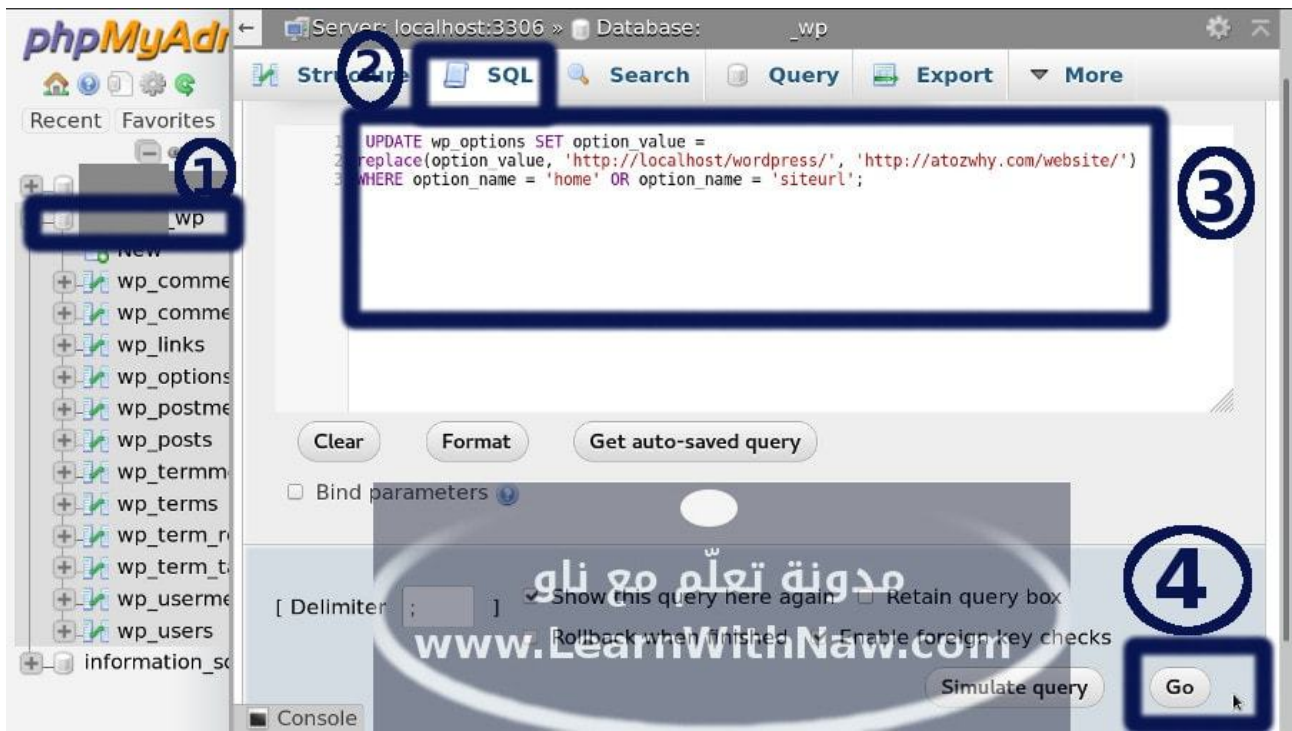 phpMyAd
Recent Favorites
_wp
New
wp_comme
wp_comme
wp_links
wp_options
wp_postme
wp_posts
wp_termm
wp_terms
wp_term_r
wp_term_ta
wp_userme
wp_users
information_sc
Server: localhost:3306 » Database: _wp
Structure SQL Search Query Export More
1 UPDATE wp_options SET option_value =
2 replace(option_value, 'http://localhost/wordpress/', 'http://atozwhy.com/website/')
3 WHERE option_name = 'home' OR option_name = 'siteurl';
Clear Format Get auto-saved query
Bind parameters
[ Delimiter ; ] Show this query here again Retain query box
Rollback when finished Enable foreign key checks
Simulate query Go
Console
مدونة تعلّم مع ناو
www.LearnWithNaw.com
1
2
3
4